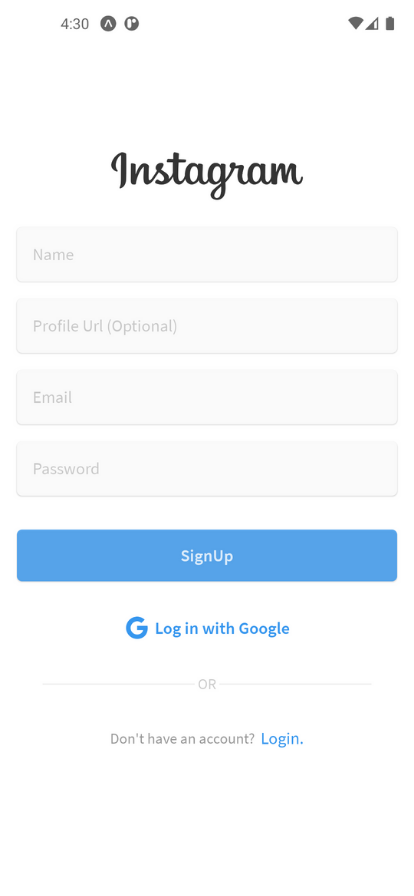 4:30
Instagram
Name
Profile Url (Optional)
Email
Password
SignUp
Log in with Google
OR
Don't have an account? Login.